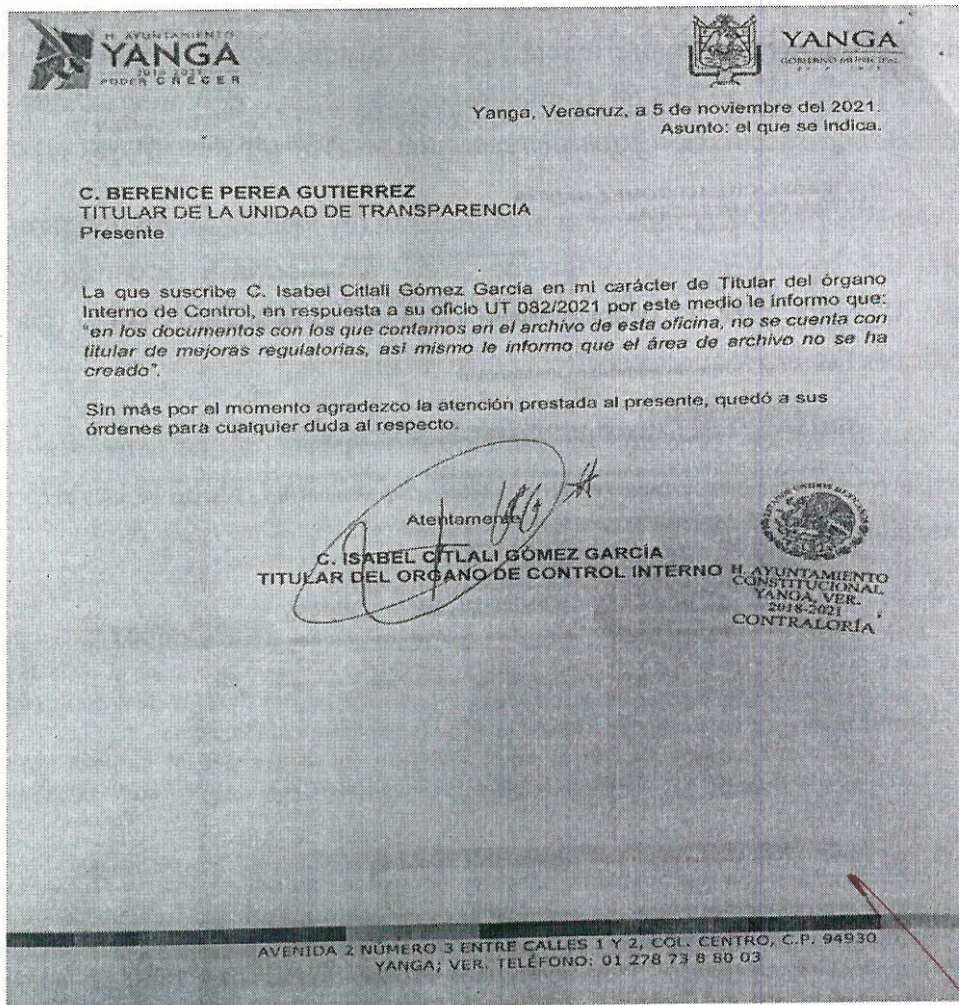 H. AYUNTAMIENTO
YANGA
2018-2021
PODER CRECER
YANGA
GOBIERNO MUNICIPAL
Yanga, Veracruz, a 5 de noviembre del 2021.
Asunto: el que se indica.
C. BERENICE PEREA GUTIERREZ
TITULAR DE LA UNIDAD DE TRANSPARENCIA
Presente
La que suscribe C. Isabel Citlali Gómez García en mi carácter de Titular del órgano
Interno de Control, en respuesta a su oficio UT 082/2021 por este medio le informo que:
"en los documentos con los que contamos en el archivo de esta oficina, no se cuenta con
titular de mejoras regulatorias, así mismo le informo que el área de archivo no se ha
creado".
Sin más por el momento agradezco la atención prestada al presente, quedó a sus
órdenes para cualquier duda al respecto.
Atentamente
C. ISABEL CITLALI GÓMEZ GARCÍA
TITULAR DEL ORGANO DE CONTROL INTERNO
H. AYUNTAMIENTO
CONSTITUCIONAL
YANGA, VER.
2018-2021
CONTRALORÍA
AVENIDA 2 NÚMERO 3 ENTRE CALLES 1 Y 2, COL. CENTRO, C.P. 94930
YANGA; VER. TELÉFONO: 01 278 73 8 80 03